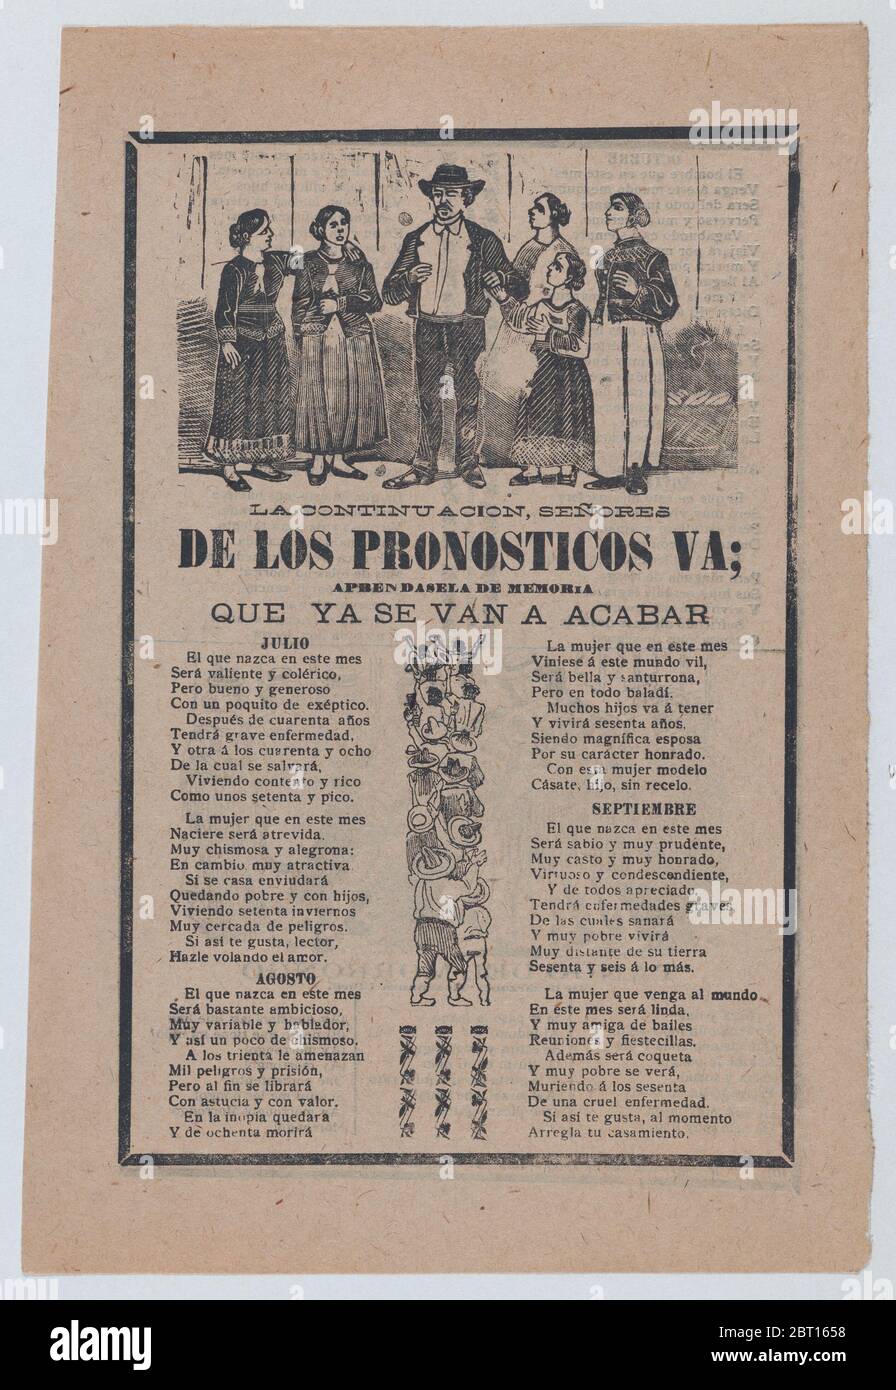 LA CONTINUACION, SEÑORES
DE LOS PRONOSTICOS VA;
APRENDASELA DE MEMORIA
QUE YA SE VAN A ACABAR
JULIO
El que nazca en este mes
Será valiente y colérico,
Pero bueno y generoso
Con un poquito de exéptico.
Después de cuarenta años
Tendrá grave enfermedad,
Y otra á los cuarenta y ocho
De la cual se salvará,
Viviendo contento y rico
Como unos setenta y pico.
La mujer que en este mes
Naciere será atrevida.
Muy chismosa y alegrona:
En cambio muy atractiva
Si se casa enviudará
Quedando pobre y con hijos,
Viviendo setenta inviernos
Muy cercada de peligros.
Si así te gusta, lector,
Hazle volando el amor.
AGOSTO
El que nazca en este mes
Será bastante ambicioso,
Muy variable y hablador,
Y así un poco de chismoso.
A los trienta le amenazan
Mil peligros y prisión,
Pero al fin se librará
Con astucia y con valor.
En la inopia quedará
Y de ochenta morirá
La mujer que en este mes
Viniese á este mundo vil,
Será bella y santurrona,
Pero en todo baladí.
Muchos hijos va á tener
Y vivirá sesenta años,
Siendo magnífica esposa
Por su carácter honrado.
Con esta mujer modelo
Cásate, hijo, sin recelo.
SEPTIEMBRE
El que nazca en este mes
Será sabio y muy prudente,
Muy casto y muy honrado,
Virtuoso y condescendiente,
Y de todos apreciado,
Tendrá enfermedades graves,
De las cuales sanará
Y muy pobre vivirá
Muy distante de su tierra
Sesenta y seis á lo más.
La mujer que venga al mundo
En éste mes será linda,
Y muy amiga de bailes
Reuniones y fiestecillas.
Además será coqueta
Y muy pobre se verá,
Muriendo á los sesenta
De una cruel enfermedad.
Si asi te gusta, al momento
Arregla tu casamiento.
alamy
Image ID: 2BT1658
www.alamy.com